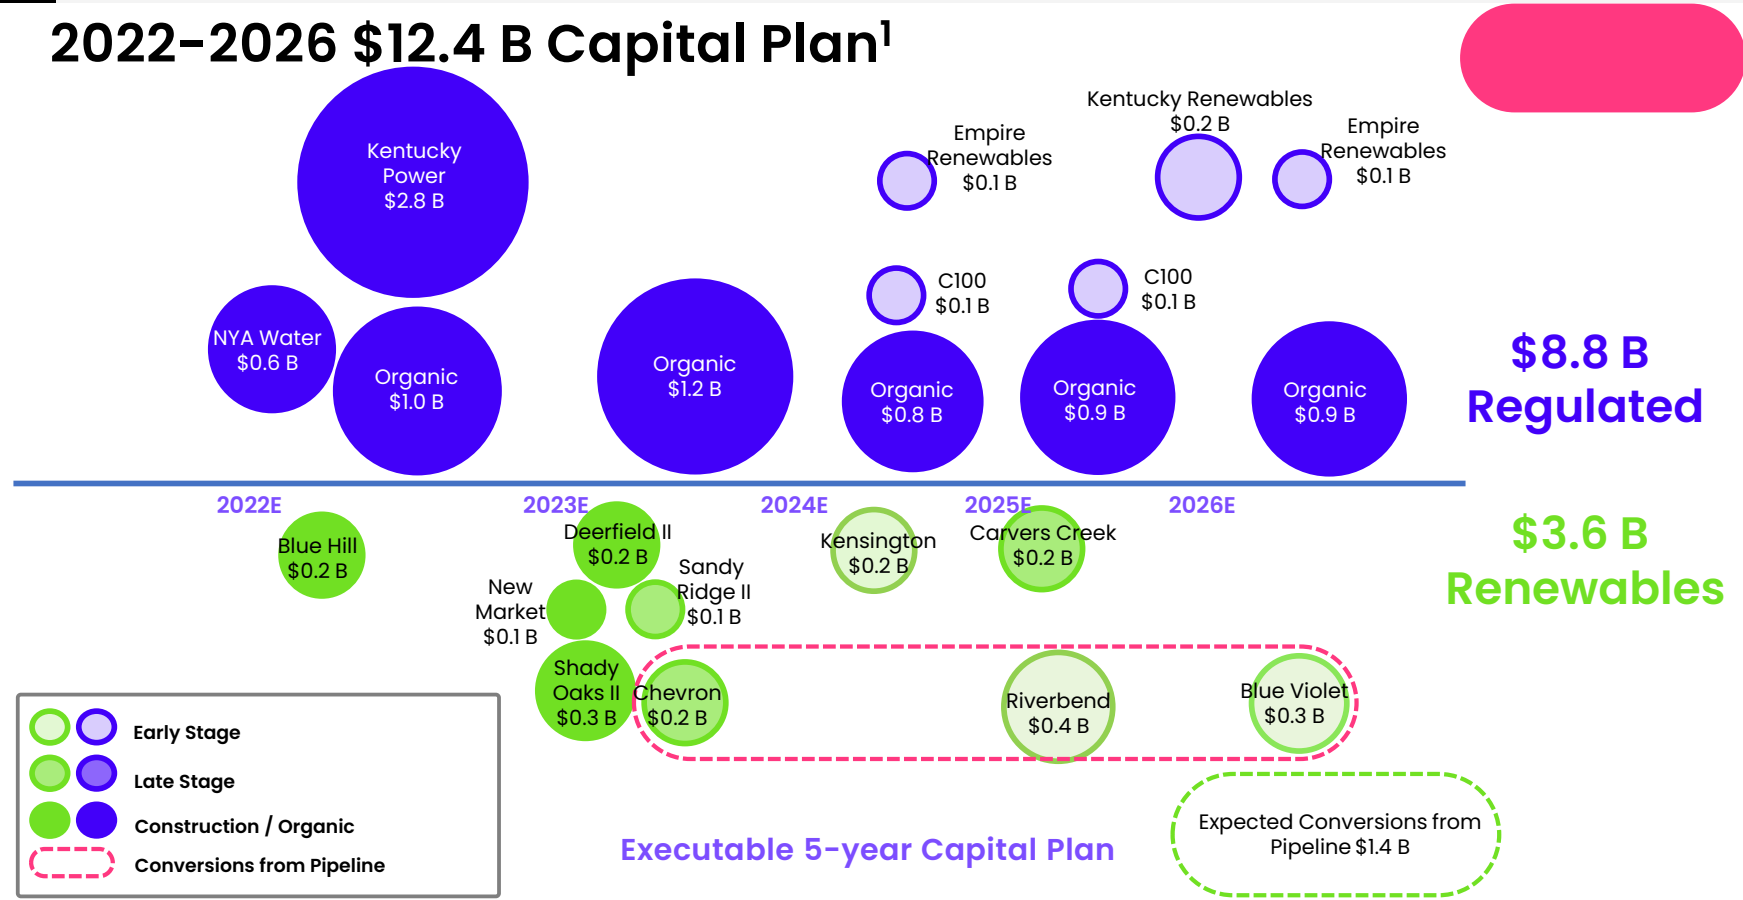 2022-2026 $12.4 B Capital Plan¹
Kentucky
Power
$2.8 B
NYA Water
$0.6 B
Organic
$1.0 B
Organic
$1.2 B
Empire
Renewables
$0.1 B
C100
$0.1 B
Organic
$0.8 B
Kentucky Renewables
$0.2 B
C100
$0.1 B
Organic
$0.9 B
Empire
Renewables
$0.1 B
Organic
$0.9 B
$8.8 B
Regulated
2022E
2023E
2024E
2025E
2026E
Blue Hill
$0.2 B
Deerfield II
$0.2 B
New
Market
$0.1 B
Sandy
Ridge II
$0.1 B
Shady
Oaks II
$0.3 B
Chevron
$0.2 B
Kensington
$0.2 B
Carvers Creek
$0.2 B
Riverbend
$0.4 B
Blue Violet
$0.3 B
$3.6 B
Renewables
Early Stage
Late Stage
Construction / Organic
Conversions from Pipeline
Executable 5-year Capital Plan
Expected Conversions from
Pipeline $1.4 B